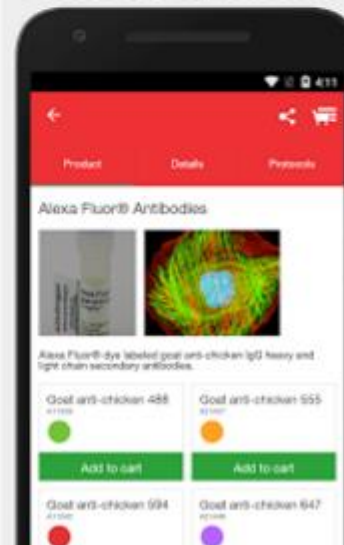 4:11
Product Details Protocols
Alexa Fluor® Antibodies
Alexa Fluor® dye labeled goat anti-chicken IgG heavy and
light chain secondary antibodies.
Goat anti-chicken 488
Goat anti-chicken 555
Add to cart
Add to cart
Goat anti-chicken 594
Goat anti-chicken 647